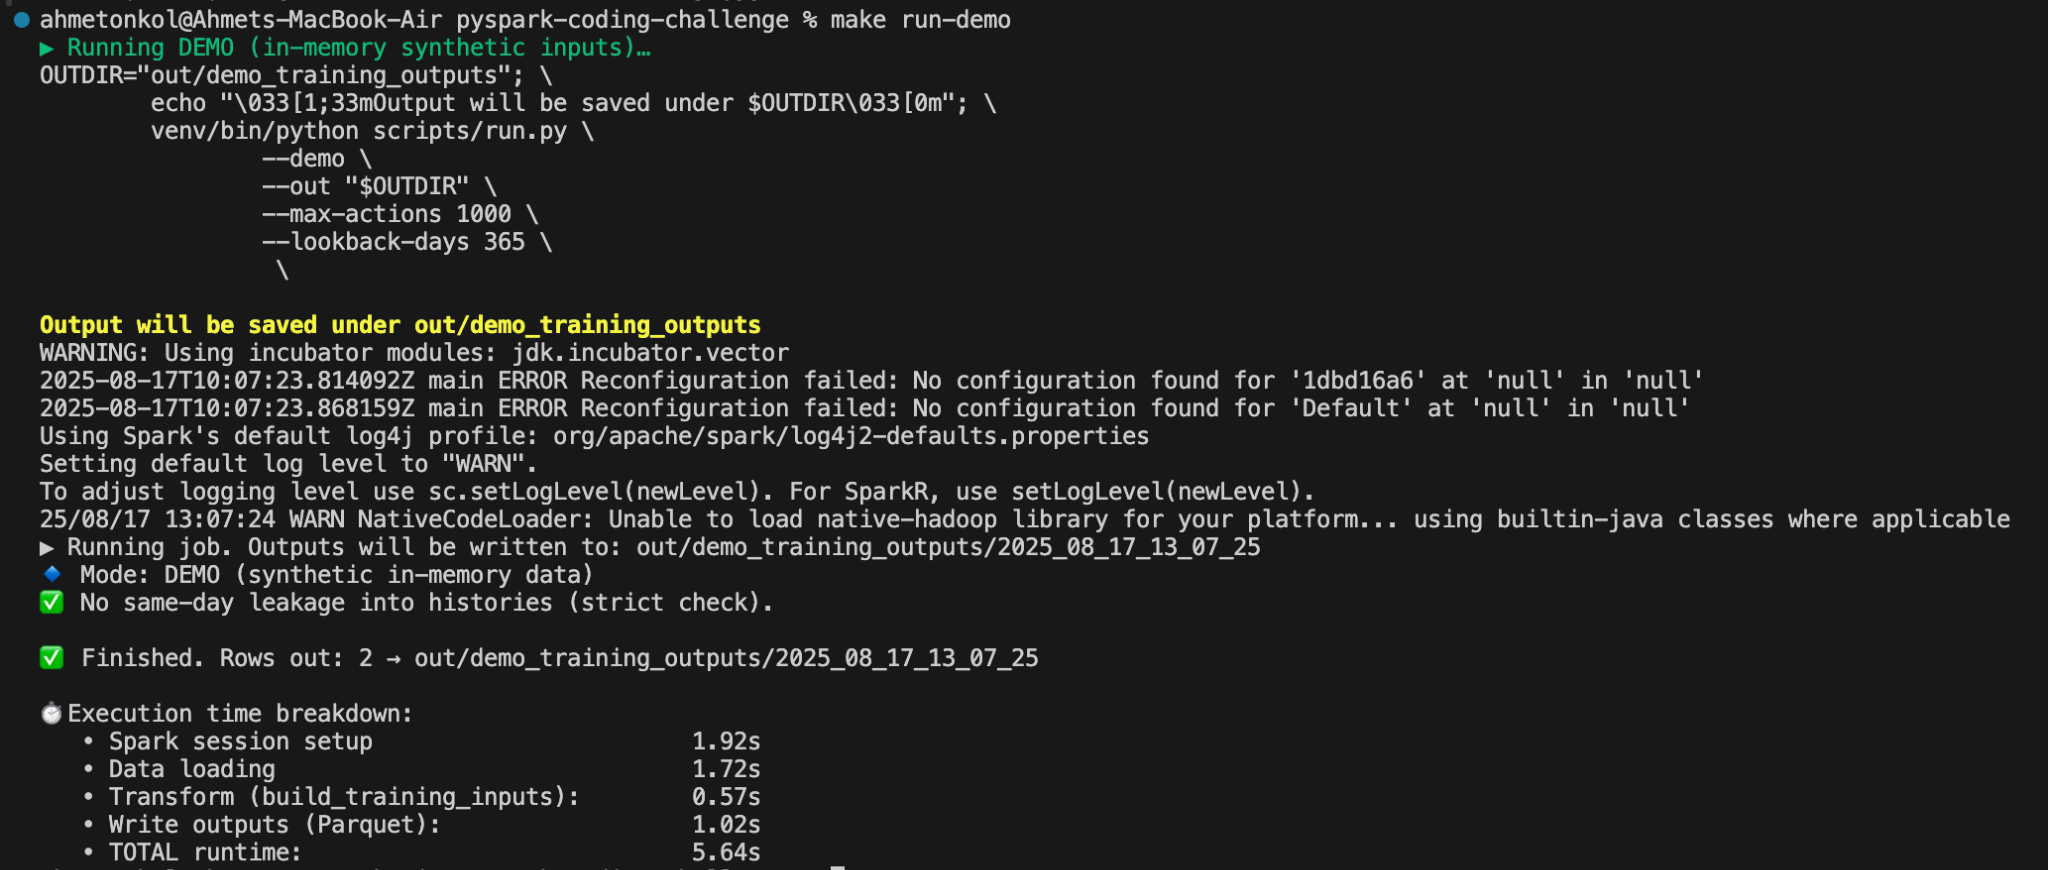 ahmetonkol@Ahmets-MacBook-Air pyspark-coding-challenge % make run-demo
▶ Running DEMO (in-memory synthetic inputs)…
OUTDIR="out/demo_training_outputs"; \
echo "\033[1;33mOutput will be saved under $OUTDIR\033[0m"; \
venv/bin/python scripts/run.py \
--demo \
--out "$OUTDIR" \
--max-actions 1000 \
--lookback-days 365 \
\
Output will be saved under out/demo_training_outputs
WARNING: Using incubator modules: jdk.incubator.vector
2025-08-17T10:07:23.814092Z main ERROR Reconfiguration failed: No configuration found for '1dbd16a6' at 'null' in 'null'
2025-08-17T10:07:23.868159Z main ERROR Reconfiguration failed: No configuration found for 'Default' at 'null' in 'null'
Using Spark's default log4j profile: org/apache/spark/log4j2-defaults.properties
Setting default log level to "WARN".
To adjust logging level use sc.setLogLevel(newLevel). For SparkR, use setLogLevel(newLevel).
25/08/17 13:07:24 WARN NativeCodeLoader: Unable to load native-hadoop library for your platform... using builtin-java classes where applicable
▶ Running job. Outputs will be written to: out/demo_training_outputs/2025_08_17_13_07_25
🔹 Mode: DEMO (synthetic in-memory data)
✅ No same-day leakage into histories (strict check).
✅ Finished. Rows out: 2 → out/demo_training_outputs/2025_08_17_13_07_25
⏱ Execution time breakdown:
• Spark session setup 1.92s
• Data loading 1.72s
• Transform (build_training_inputs): 0.57s
• Write outputs (Parquet): 1.02s
• TOTAL runtime: 5.64s